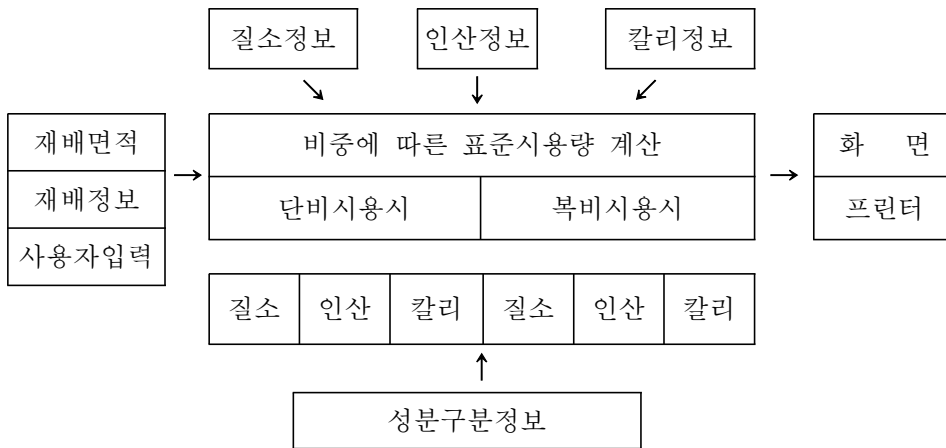 질소정보 인산정보 칼리정보
재배면적 비중에 따른 표준시용량 계산 화 면
재배정보 단비시용시 복비시용시 프린터
사용자입력
질소 인산 칼리 질소 인산 칼리
성분구분정보